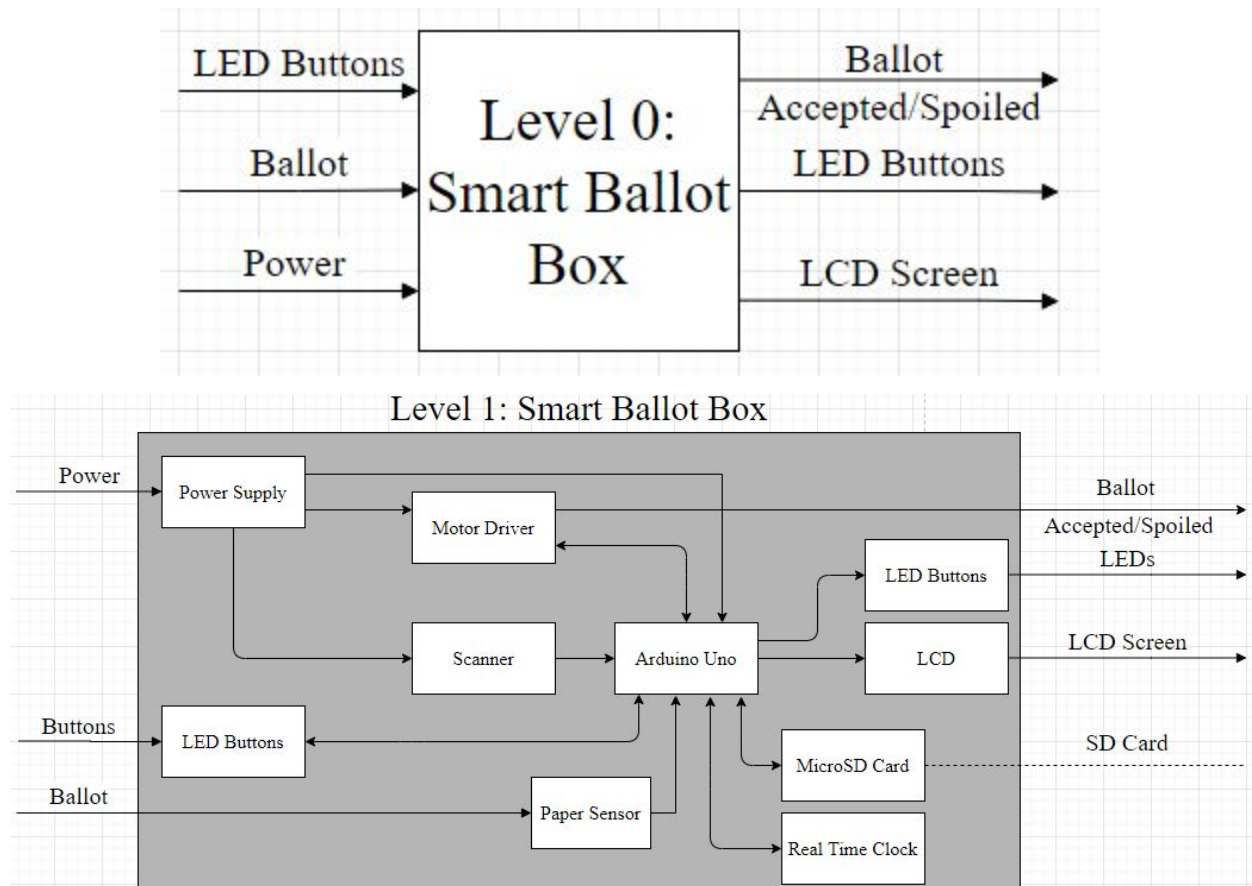 LED Buttons
Ballot
Power
Level 0:
Smart Ballot
Box
Ballot
Accepted/Spoiled
LED Buttons
LCD Screen
Level 1: Smart Ballot Box
Power
Power Supply
Motor Driver
Ballot
Accepted/Spoiled
LEDs
LED Buttons
Scanner
Arduino Uno
LCD
LCD Screen
Buttons
LED Buttons
MicroSD Card
SD Card
Ballot
Paper Sensor
Real Time Clock